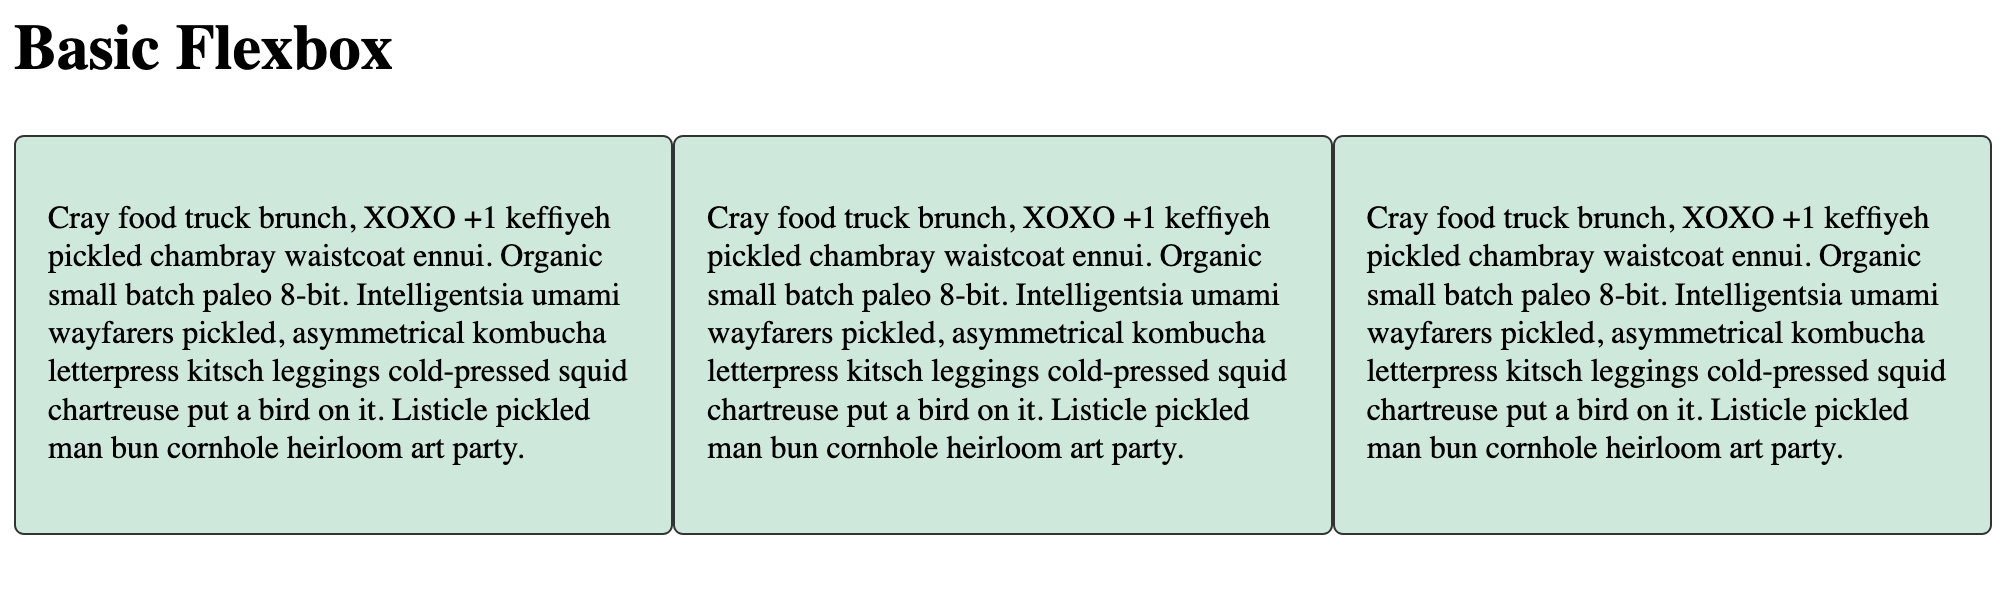 Basic Flexbox
Cray food truck brunch, XOXO +1 keffiyeh
pickled chambray waistcoat ennui. Organic
small batch paleo 8-bit. Intelligentsia umami
wayfarers pickled, asymmetrical kombucha
letterpress kitsch leggings cold-pressed squid
chartreuse put a bird on it. Listicle pickled
man bun cornhole heirloom art party.
Cray food truck brunch, XOXO +1 keffiyeh
pickled chambray waistcoat ennui. Organic
small batch paleo 8-bit. Intelligentsia umami
wayfarers pickled, asymmetrical kombucha
letterpress kitsch leggings cold-pressed squid
chartreuse put a bird on it. Listicle pickled
man bun cornhole heirloom art party.
Cray food truck brunch, XOXO +1 keffiyeh
pickled chambray waistcoat ennui. Organic
small batch paleo 8-bit. Intelligentsia umami
wayfarers pickled, asymmetrical kombucha
letterpress kitsch leggings cold-pressed squid
chartreuse put a bird on it. Listicle pickled
man bun cornhole heirloom art party.